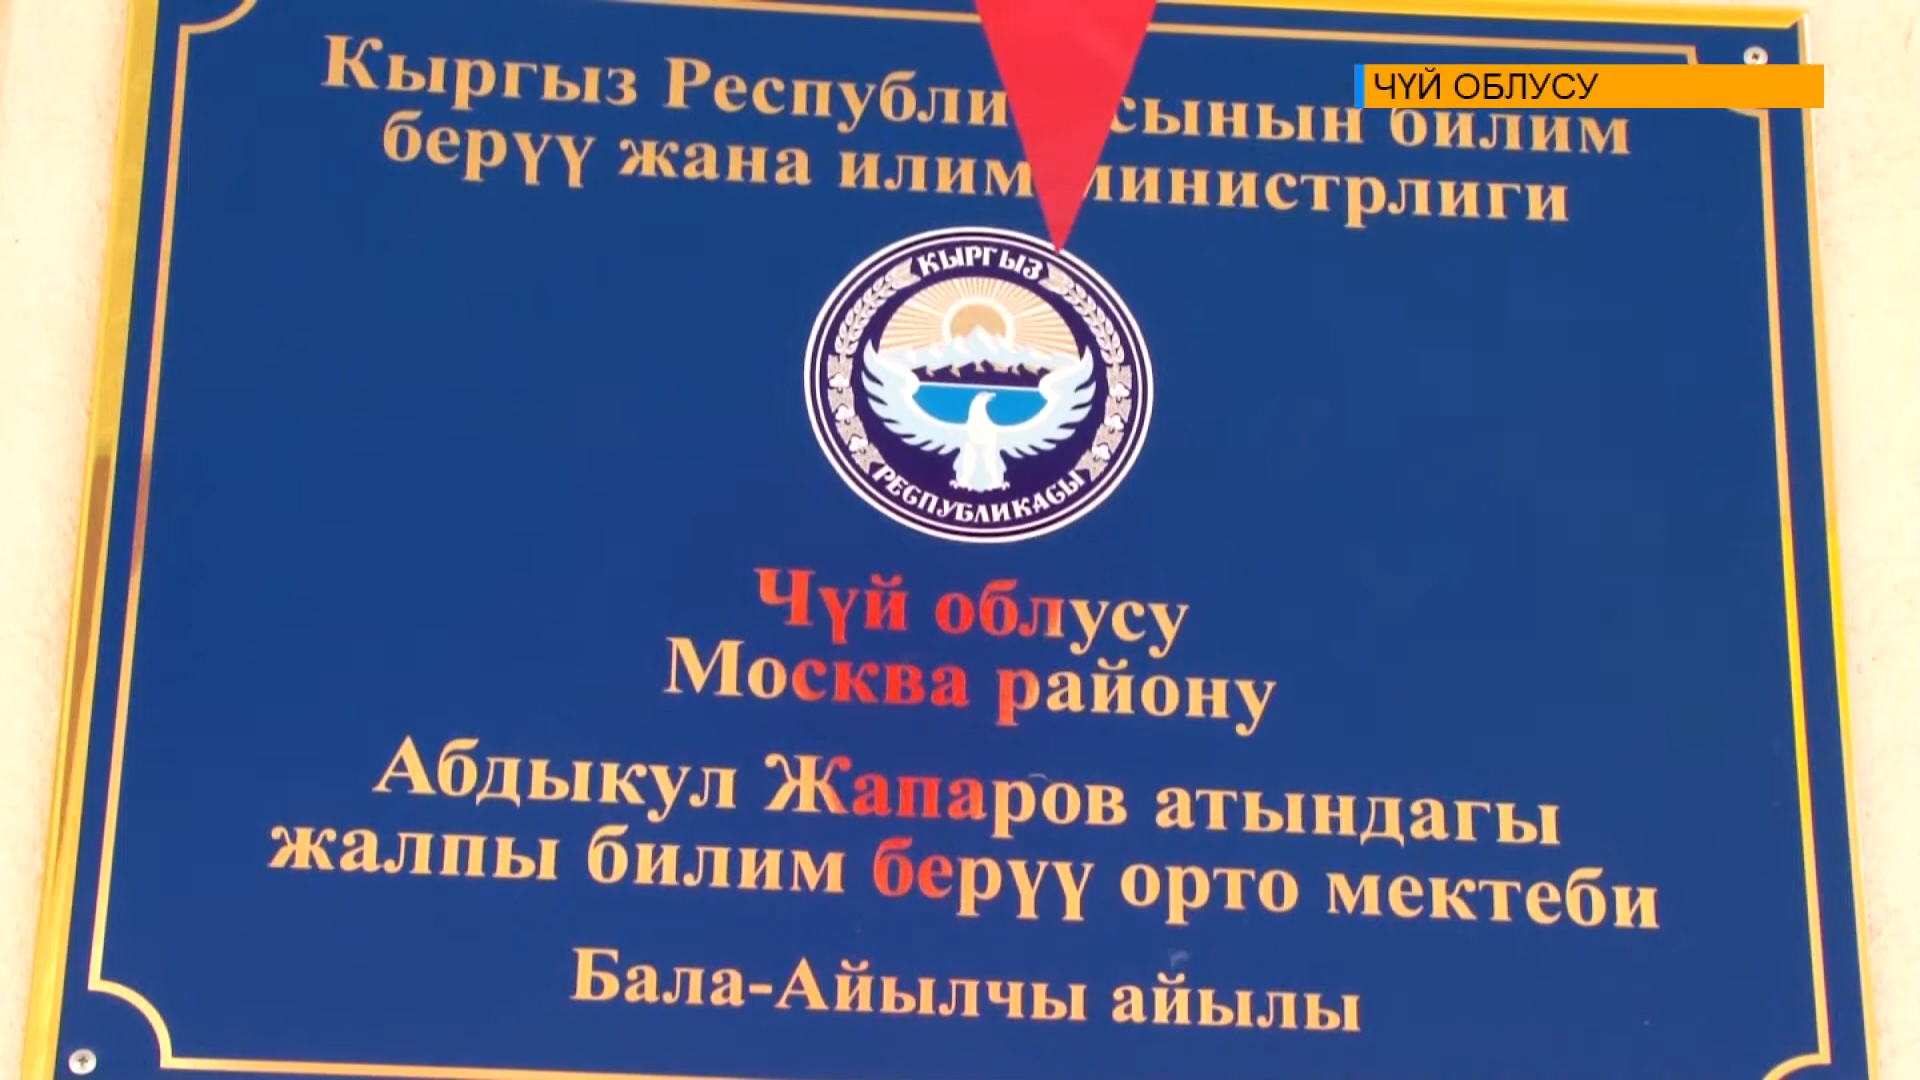 ЧҮЙ ОБЛУСУ
Кыргыз Республи сынын билим
берүү жана илим министрлиги
КЫРГЫЗ
РЕСПУБЛИКАСЫ
Чүй облусу
Москва району
Абдыкул Жапаров атындагы
жалпы билим берүү орто мектеби
Бала-Айылчы айылы